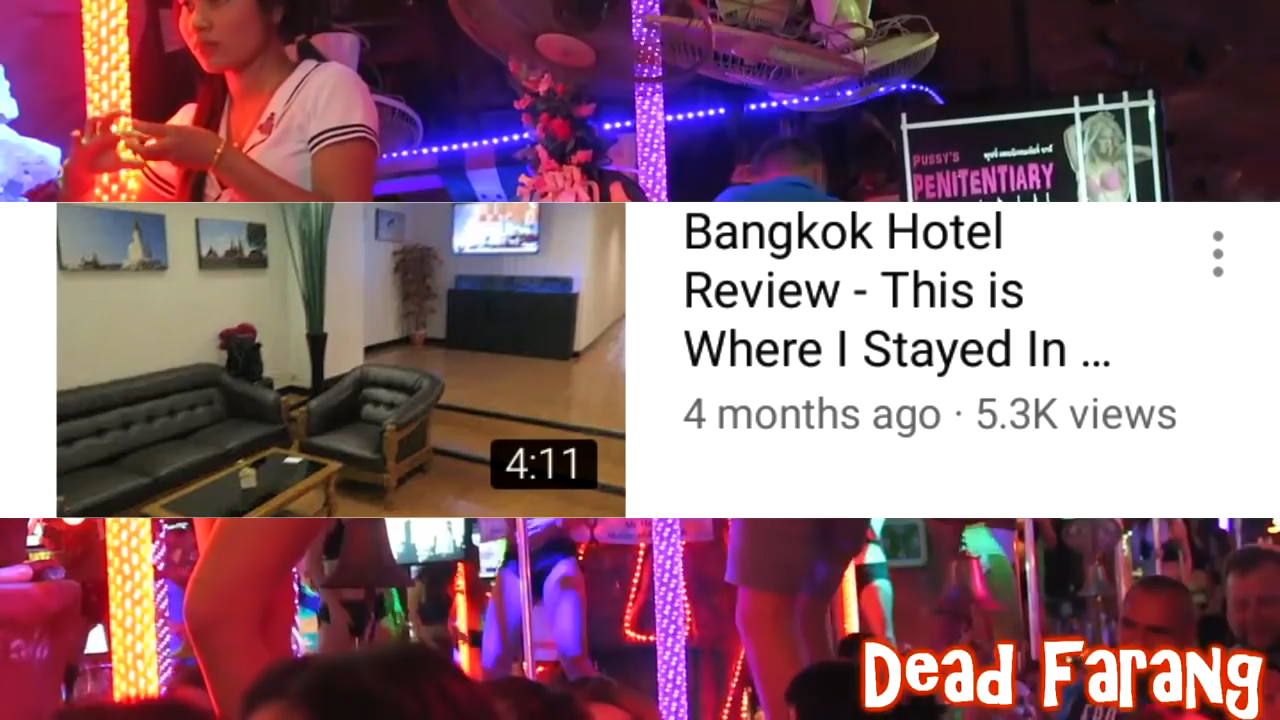 PUSSY'S
PENITENTIARY
Bangkok Hotel
Review - This is
Where I Stayed In ...
4 months ago · 5.3K views
4:11
Dead Farang